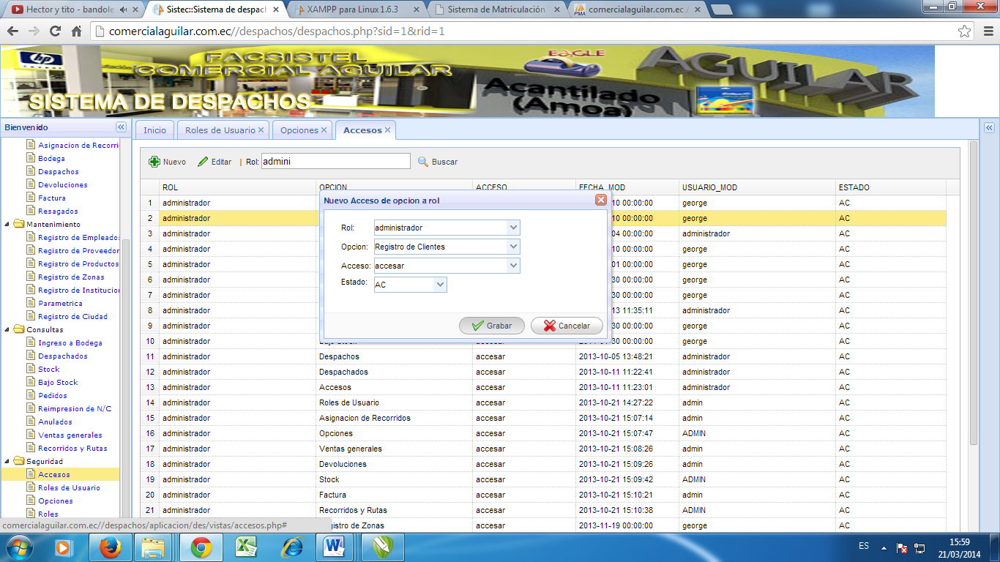 Hector y tito - bandole
Sistec::Sistema de despach
XAMPP para Linux 1.6.3
Sistema de Matriculación
comercialaguilar.com.ec /
comercialaguilar.com.ec//despachos/despachos.php?sid=1&rid=1
hp
FACSISTEL
COMERCIAL AGUILAR
SISTEMA DE DESPACHOS
EAGLE
Acantilado
(Amoa)
AGUILAR
Bienvenido
Inicio
Roles de Usuario
Opciones
Accesos
Asignacion de Recorri
Bodega
Despachos
Devoluciones
Factura
Resagados
Mantenimiento
Registro de Empleado
Registro de Proveedor
Registro de Productos
Registro de Zonas
Registro de Institucion
Parametrica
Registro de Ciudad
Consultas
Ingreso a Bodega
Despachados
Stock
Bajo Stock
Pedidos
Reimpresion de N/C
Anulados
Ventas generales
Recorridos y Rutas
Seguridad
Accesos
Roles de Usuario
Opciones
Roles
Nuevo Editar | Rol: admini Buscar
ROL OPCION ACCESO FECHA_MOD USUARIO_MOD ESTADO
1 administrador 10 00:00:00 george AC
2 administrador 10 00:00:00 george AC
3 administrador 04 00:00:00 administrador AC
4 administrador 10 00:00:00 george AC
5 administrador 01 00:00:00 george AC
6 administrador 30 00:00:00 george AC
7 administrador 30 00:00:00 george AC
8 administrador 13 11:35:11 administrador AC
9 administrador 30 00:00:00 george AC
10 administrador Bajo Stock 30 00:00:00 george AC
11 administrador Despachos accesar 2013-10-05 13:48:21 administrador AC
12 administrador Despachados accesar 2013-10-11 11:22:41 administrador AC
13 administrador Accesos accesar 2013-10-11 11:23:01 administrador AC
14 administrador Roles de Usuario accesar 2013-10-21 14:27:22 admin AC
15 administrador Asignacion de Recorridos accesar 2013-10-21 15:07:14 admin AC
16 administrador Opciones accesar 2013-10-21 15:07:47 ADMIN AC
17 administrador Ventas generales accesar 2013-10-21 15:08:26 admin AC
18 administrador Devoluciones accesar 2013-10-21 15:09:26 admin AC
19 administrador Stock accesar 2013-10-21 15:09:42 ADMIN AC
20 administrador Factura accesar 2013-10-21 15:10:21 admin AC
21 administrador Recorridos y Rutas accesar 2013-10-21 15:10:38 ADMIN AC
administrador gistro de Zonas accesar 2013-11-19 00:00:00 george AC
Nuevo Acceso de opcion a rol
Rol: administrador
Opcion: Registro de Clientes
Acceso: accesar
Estado: AC
Grabar Cancelar
comercialaguilar.com.ec//despachos/aplicacion/des/vistas/accesos.php#
ES
15:59
21/03/2014